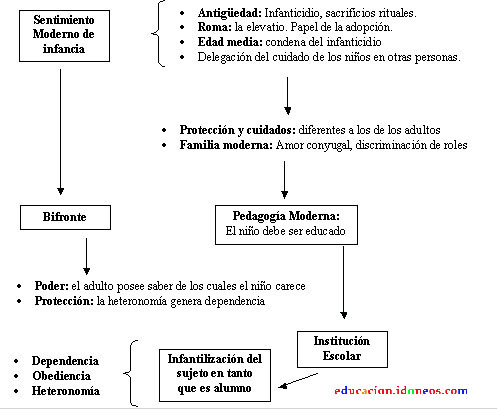 Sentimiento
Moderno de
infancia
• Antigüedad: Infanticidio, sacrificios rituales.
• Roma: la elevatio. Papel de la adopción.
• Edad media: condena del infanticidio
• Delegación del cuidado de los niños en otras personas.
• Protección y cuidados: diferentes a los de los adultos
• Familia moderna: Amor conyugal, discriminación de roles
Bifronte
Pedagogía Moderna:
El niño debe ser educado
• Poder: el adulto posee saber de los cuales el niño carece
• Protección: la heteronomía genera dependencia
Institución
Escolar
Infantilización del
sujeto en tanto
que es alumno
• Dependencia
• Obediencia
• Heteronomía
educacion.idoneos.com